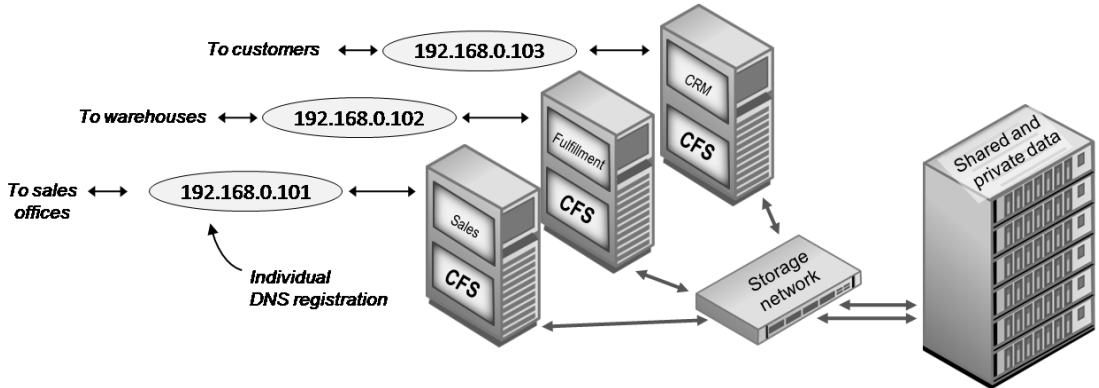 To customers
192.168.0.103
CRM
CFS
To warehouses
192.168.0.102
Fulfillment
CFS
To sales
offices
192.168.0.101
Sales
CFS
Individual
DNS registration
Storage
network
Shared and
private data